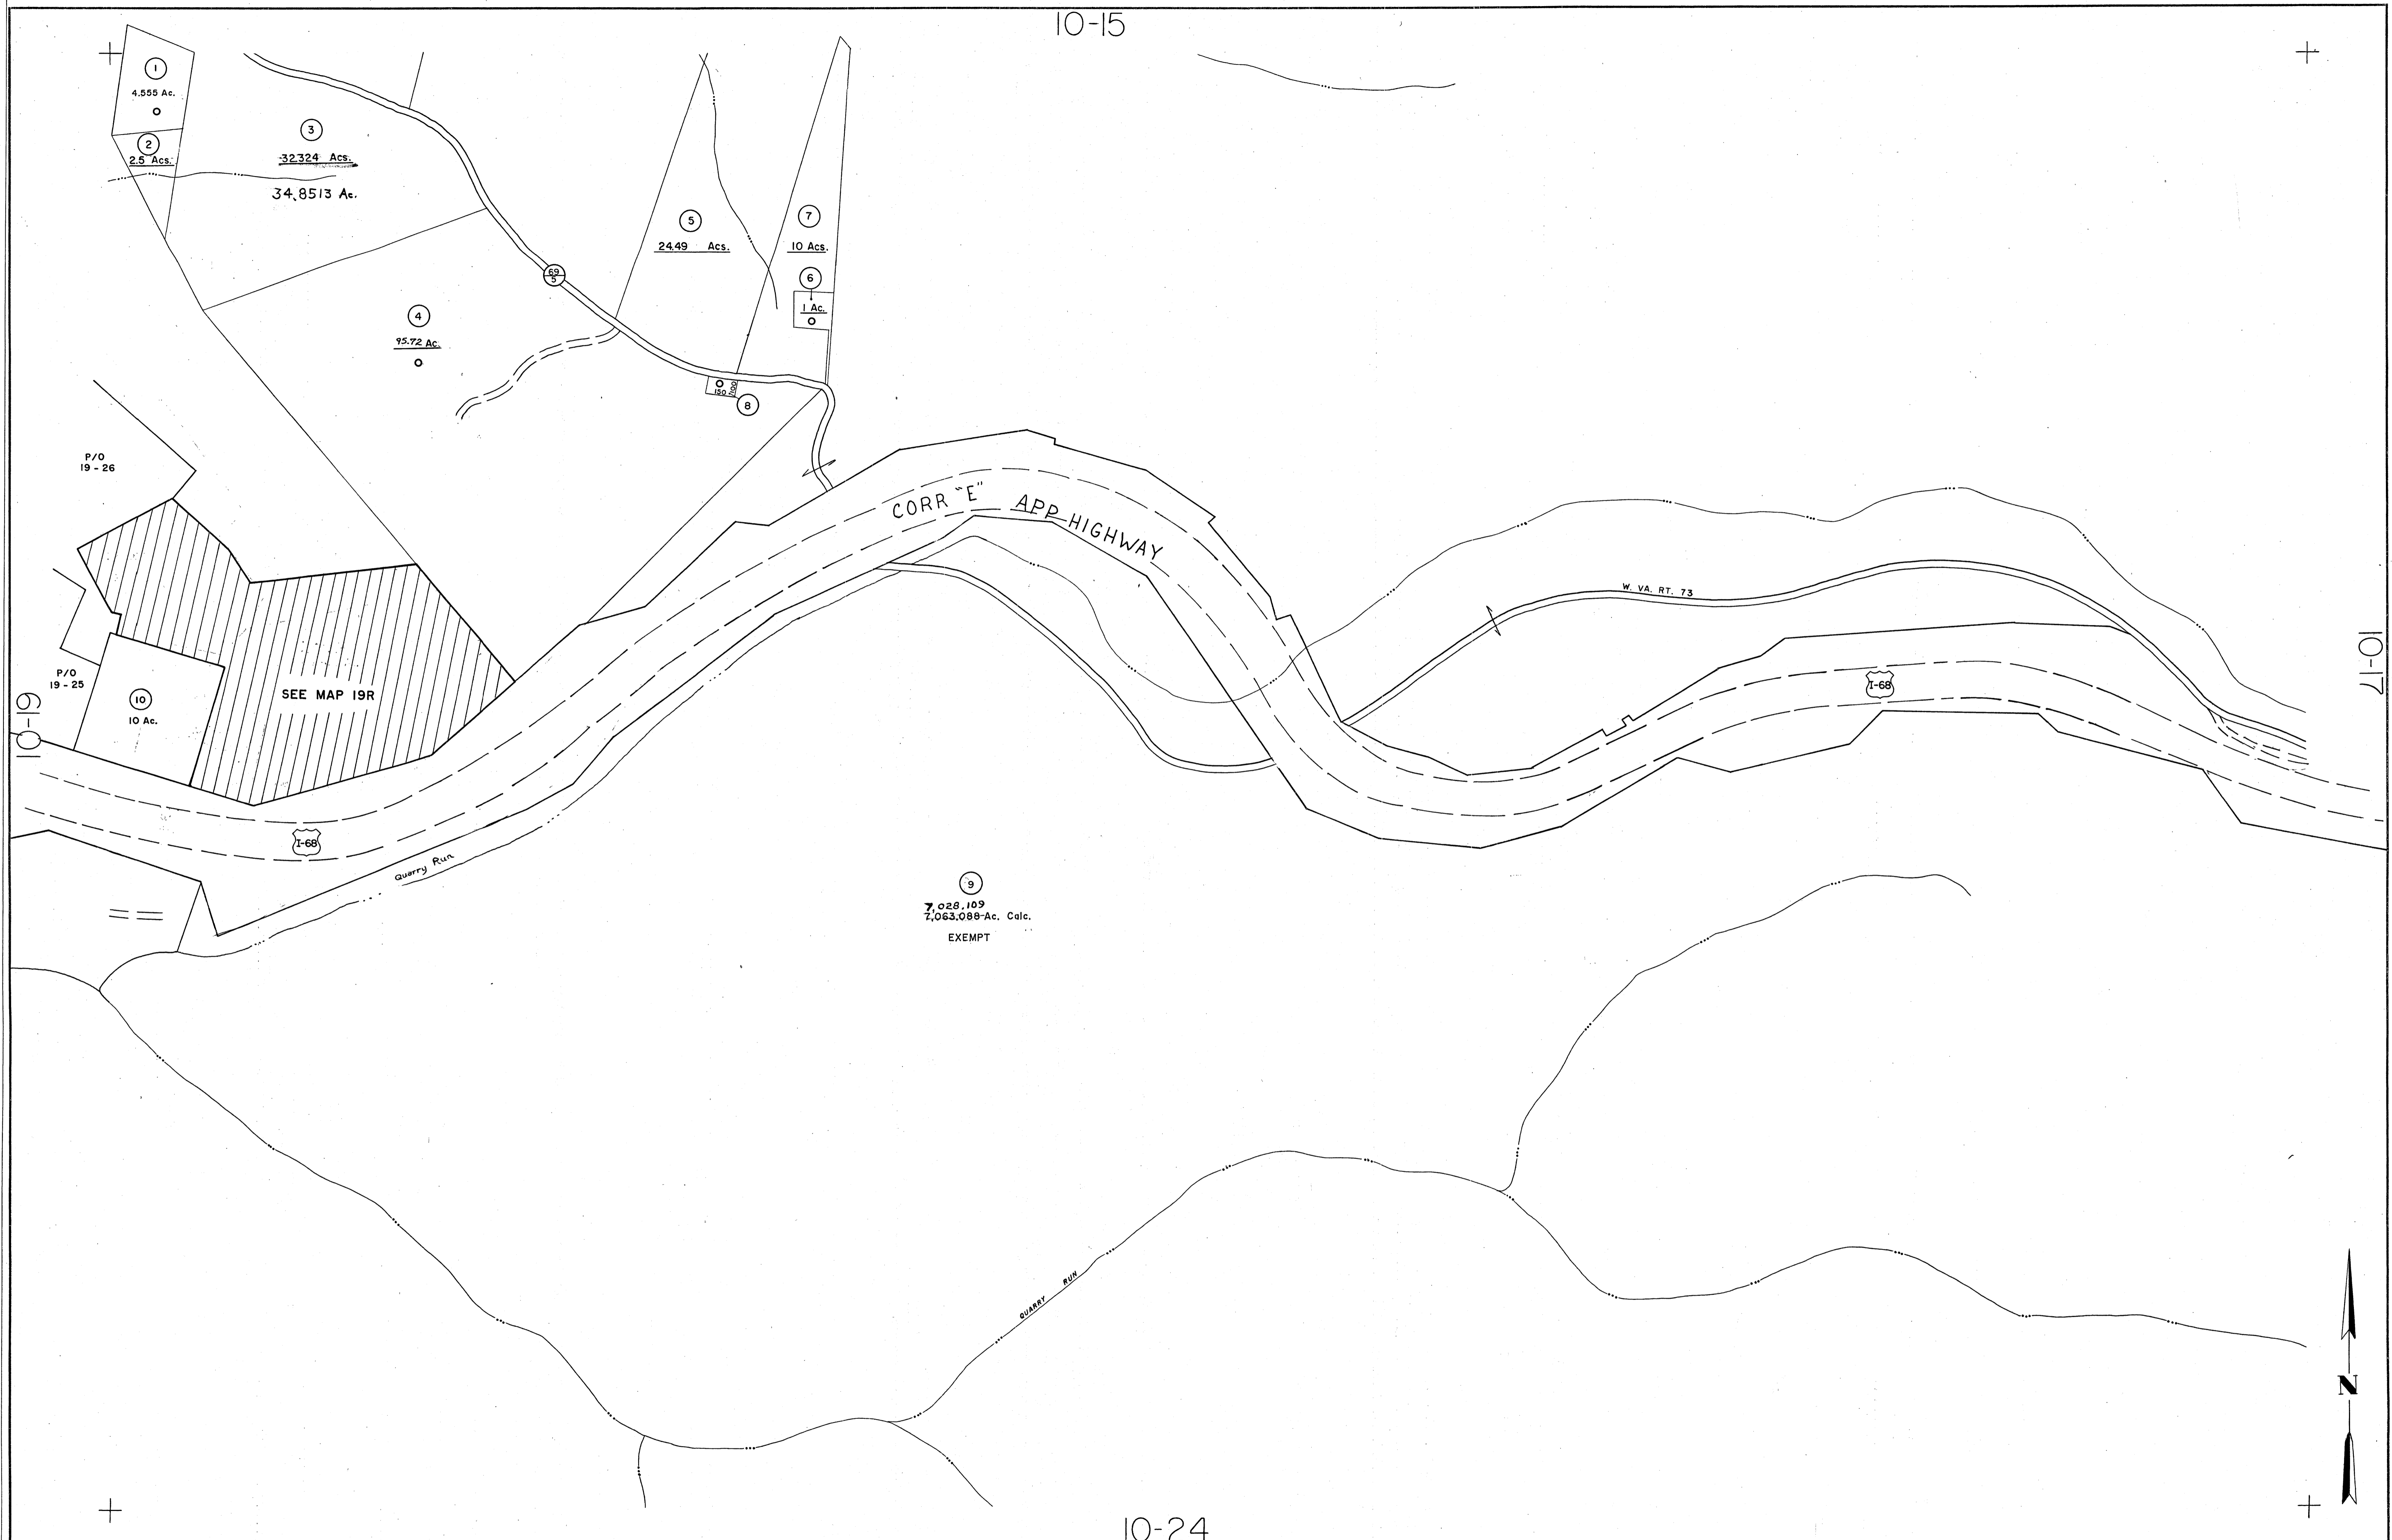 10-15
1
4.555 Ac.
2
2.5 Acs.
3
32.324 Acs.
34.8513 Ac.
5
24.49 Acs.
7
10 Acs.
6
1 Ac.
69
5
4
95.72 Ac.
150
100
8
P/O
19 - 26
CORR "E" APP HIGHWAY
W. VA. RT. 73
10-17
P/O
19 - 25
10
10 Ac.
SEE MAP 19R
10-19
I-68
I-68
Quarry Run
9
7,028.109
7,063.088 Ac. Calc.
EXEMPT
QUARRY RUN
N
10-24